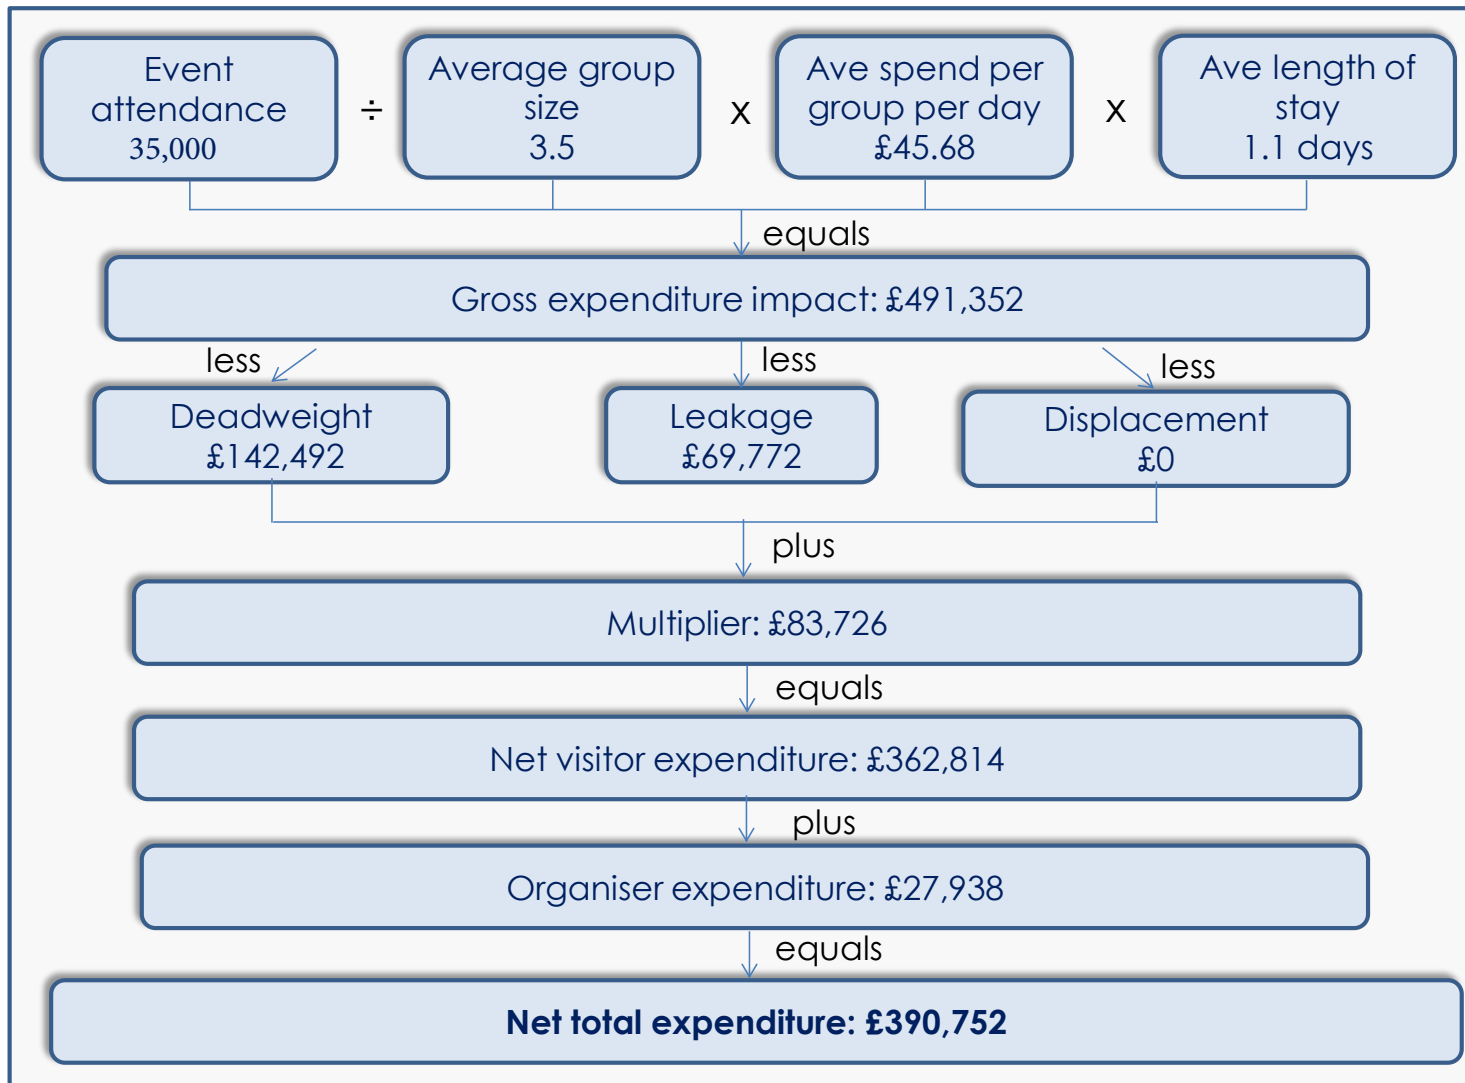 Event
attendance
35,000
÷
Average group
size
3.5
x
Ave spend per
group per day
£45.68
x
Ave length of
stay
1.1 days
equals
Gross expenditure impact: £491,352
less
less
less
Deadweight
£142,492
Leakage
£69,772
Displacement
£0
plus
Multiplier: £83,726
equals
Net visitor expenditure: £362,814
plus
Organiser expenditure: £27,938
equals
Net total expenditure: £390,752